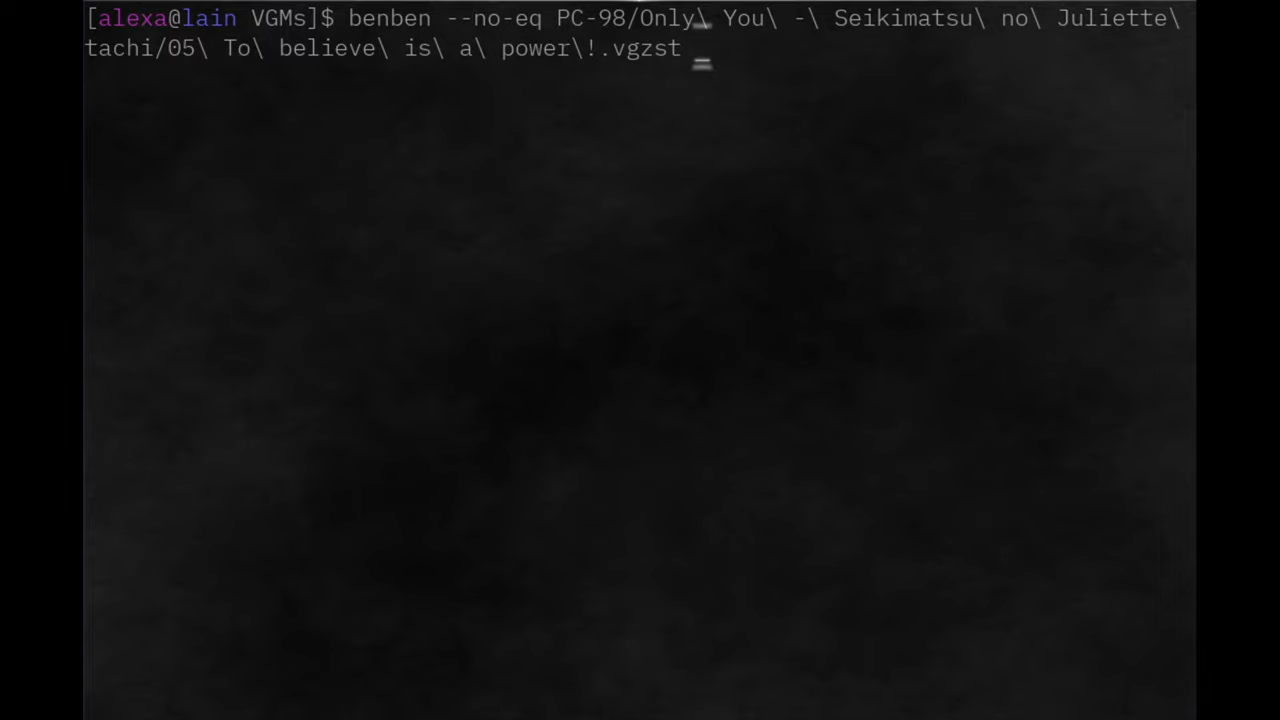 [alexa@lain VGMs]$ benben --no-eq PC-98/Only\ You\ -\ Seikimatsu\ no\ Juliette\
tachi/05\ To\ believe\ is\ a\ power\!.vgzst